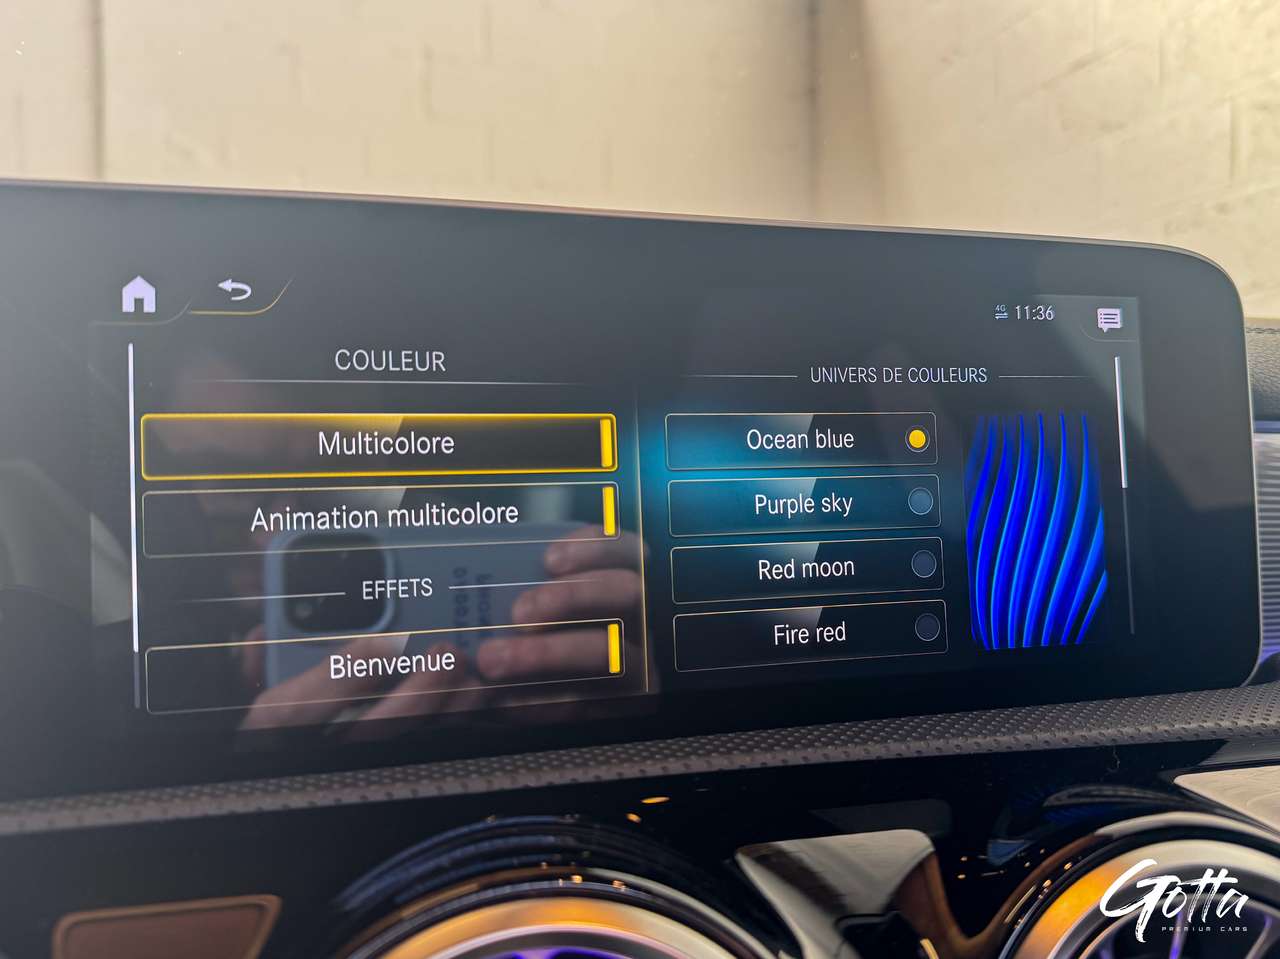 4G
11:36
COULEUR
Multicolore
Animation multicolore
EFFETS
Bienvenue
UNIVERS DE COULEURS
Ocean blue
Purple sky
Red moon
Fire red
Gotta
PREMIUM CARS